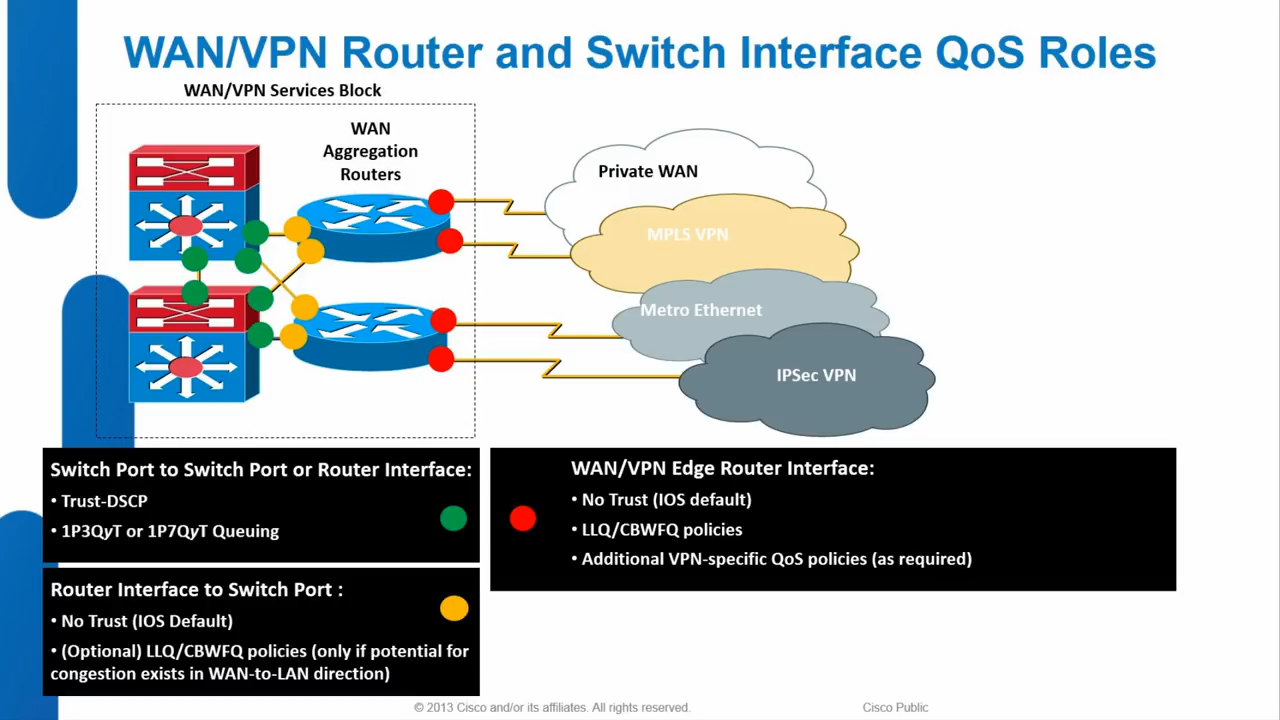 WAN/VPN Router and Switch Interface QoS Roles
WAN/VPN Services Block
WAN
Aggregation
Routers
Private WAN
MPLS VPN
Metro Ethernet
IPSec VPN
Switch Port to Switch Port or Router Interface:
• Trust-DSCP
• 1P3QyT or 1P7QyT Queuing
Router Interface to Switch Port :
• No Trust (IOS Default)
• (Optional) LLQ/CBWFQ policies (only if potential for
congestion exists in WAN-to-LAN direction)
WAN/VPN Edge Router Interface:
• No Trust (IOS default)
• LLQ/CBWFQ policies
• Additional VPN-specific QoS policies (as required)
© 2013 Cisco and/or its affiliates. All rights reserved.
Cisco Public